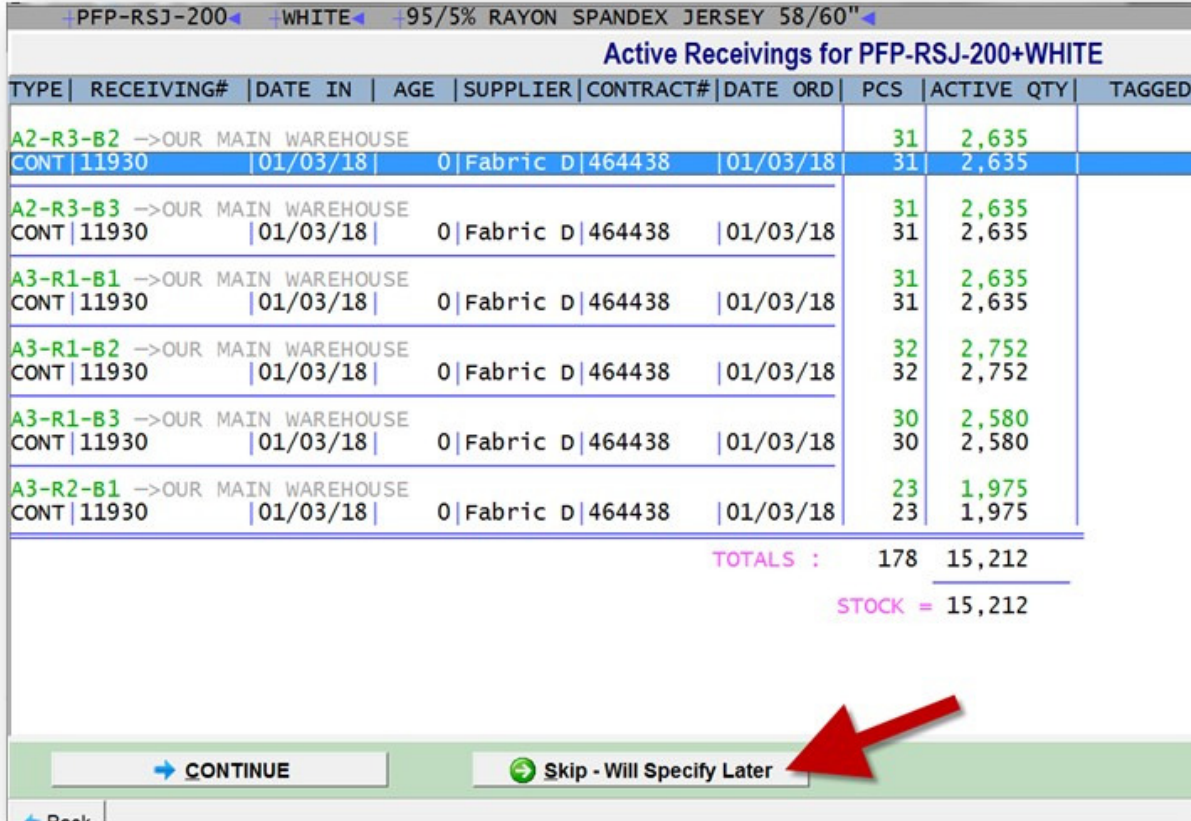 PFP-RSJ-200 WHITE 95/5% RAYON SPANDEX JERSEY 58/60"
Active Receivings for PFP-RSJ-200+WHITE
TYPE| RECEIVING# |DATE IN | AGE |SUPPLIER|CONTRACT#|DATE ORD| PCS |ACTIVE QTY| TAGGED
A2-R3-B2 —>OUR MAIN WAREHOUSE 31 2,635
CONT|11930 |01/03/18| 0|Fabric D|464438 |01/03/18| 31| 2,635
A2-R3-B3 —>OUR MAIN WAREHOUSE 31 2,635
CONT|11930 |01/03/18| 0|Fabric D|464438 |01/03/18| 31| 2,635
A3-R1-B1 —>OUR MAIN WAREHOUSE 31 2,635
CONT|11930 |01/03/18| 0|Fabric D|464438 |01/03/18| 31| 2,635
A3-R1-B2 —>OUR MAIN WAREHOUSE 32 2,752
CONT|11930 |01/03/18| 0|Fabric D|464438 |01/03/18| 32| 2,752
A3-R1-B3 —>OUR MAIN WAREHOUSE 30 2,580
CONT|11930 |01/03/18| 0|Fabric D|464438 |01/03/18| 30| 2,580
A3-R2-B1 —>OUR MAIN WAREHOUSE 23 1,975
CONT|11930 |01/03/18| 0|Fabric D|464438 |01/03/18| 23| 1,975
TOTALS : 178 15,212
STOCK = 15,212
CONTINUE Skip - Will Specify Later
Back